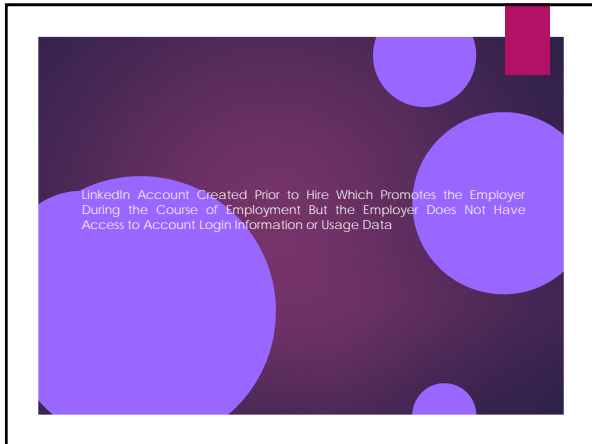 LinkedIn Account Created Prior to Hire Which Promotes the Employer
During the Course of Employment But the Employer Does Not Have
Access to Account Login Information or Usage Data